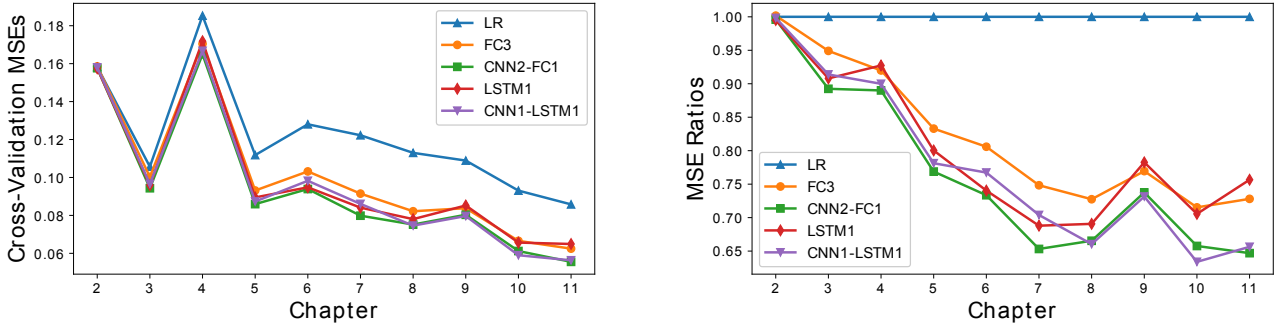 Cross-Validation MSEs
0.18
0.16
0.14
0.12
0.10
0.08
0.06
LR
FC3
CNN2-FC1
LSTM1
CNN1-LSTM1
2 3 4 5 6 7 8 9 10 11
Chapter
MSE Ratios
1.00
0.95
0.90
0.85
0.80
0.75
0.70
0.65
LR
FC3
CNN2-FC1
LSTM1
CNN1-LSTM1
2 3 4 5 6 7 8 9 10 11
Chapter